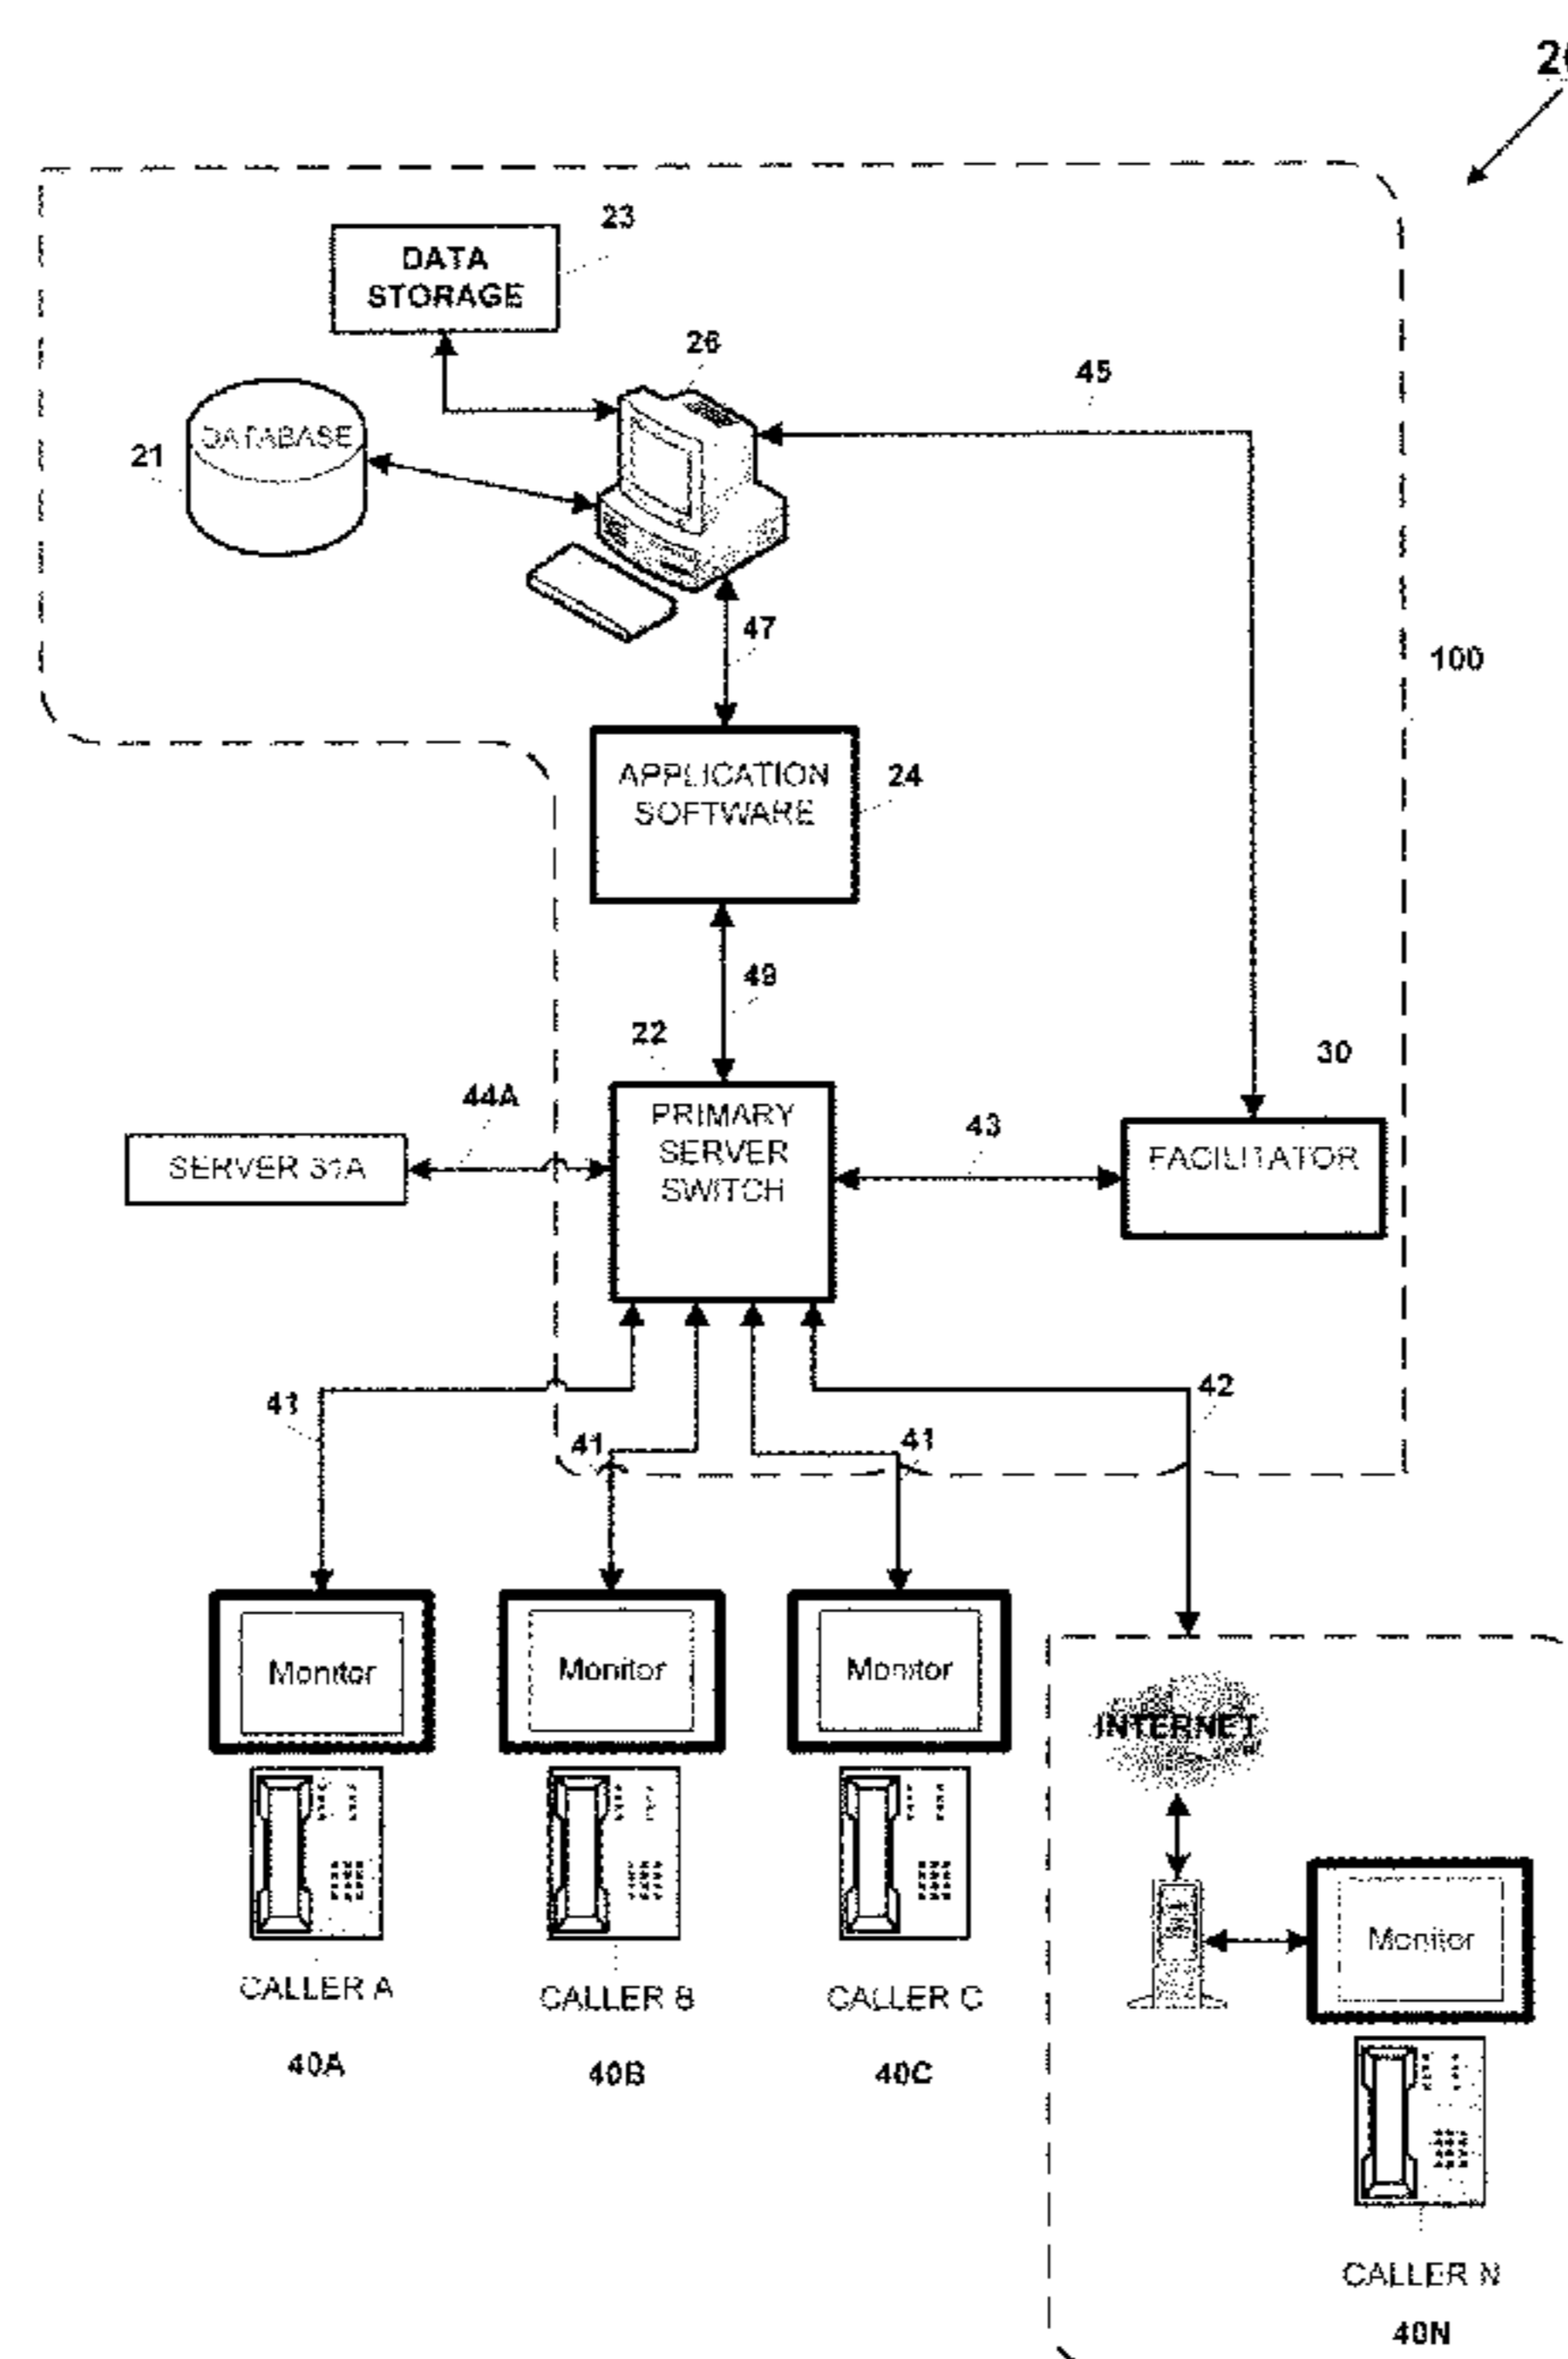 23
DATA
STORAGE
26
45
DATABASE
21
47
100
APPLICATION
SOFTWARE
24
49
22
30
44A
PRIMARY
SERVER
SWITCH
43
FACILITATOR
SERVER 31A
41
42
41
41
Monitor
Monitor
Monitor
INTERNET
Monitor
CALLER A
CALLER B
CALLER C
40A
40B
40C
CALLER N
40N